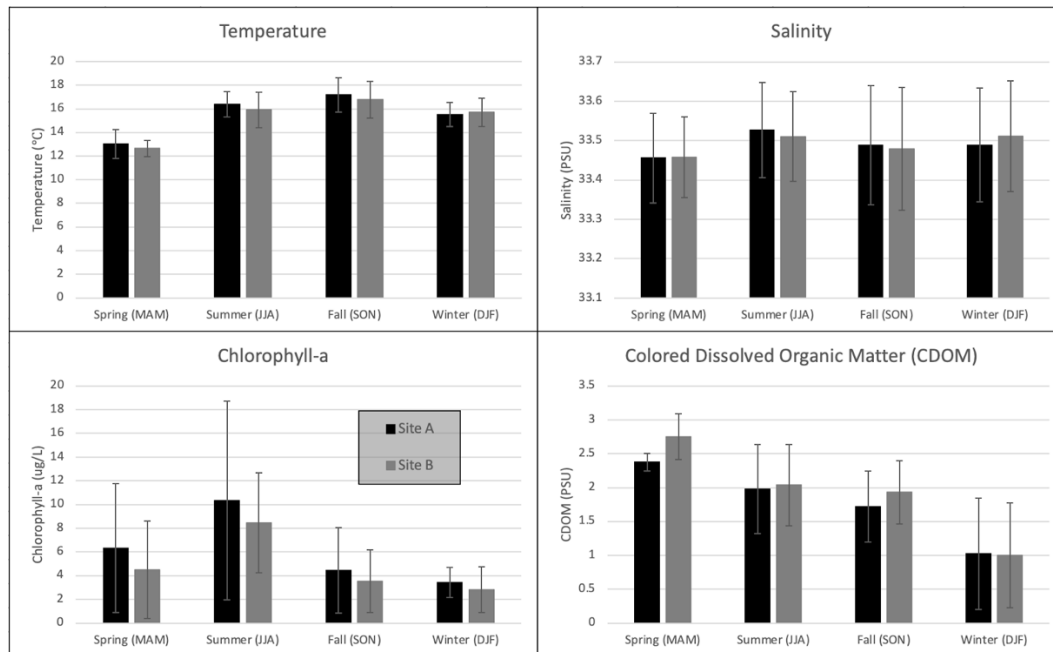 Temperature
Temperature (°C)
20
18
16
14
12
10
8
6
4
2
0
Spring (MAM) Summer (JJA) Fall (SON) Winter (DJF)
Salinity
Salinity (PSU)
33.7
33.6
33.5
33.4
33.3
33.2
33.1
Spring (MAM) Summer (JJA) Fall (SON) Winter (DJF)
Chlorophyll-a
Chlorophyll-a (ug/L)
20
18
16
14
12
10
8
6
4
2
0
Site A
Site B
Spring (MAM) Summer (JJA) Fall (SON) Winter (DJF)
Colored Dissolved Organic Matter (CDOM)
CDOM (PSU)
3.5
3
2.5
2
1.5
1
0.5
0
Spring (MAM) Summer (JJA) Fall (SON) Winter (DJF)